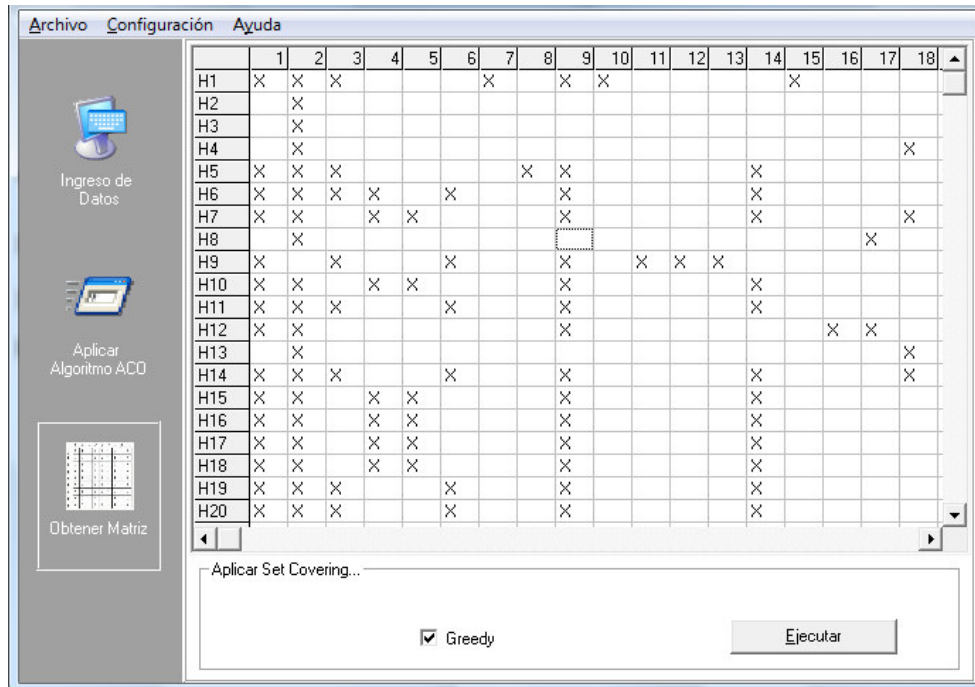 Archivo Configuración Ayuda
1 2 3 4 5 6 7 8 9 10 11 12 13 14 15 16 17 18
H1 X X X X X X X
H2 X
H3 X
H4 X X
H5 X X X X X X
H6 X X X X X X X
H7 X X X X X X X
H8 X X
H9 X X X X X X X
H10 X X X X X X
H11 X X X X X X
H12 X X X X X
H13 X X
H14 X X X X X X X
H15 X X X X X X
H16 X X X X X X
H17 X X X X X X
H18 X X X X X X
H19 X X X X X X
H20 X X X X X X
Ingreso de
Datos
Aplicar
Algoritmo ACO
Obtener Matriz
Aplicar Set Covering...
Greedy
Ejecutar